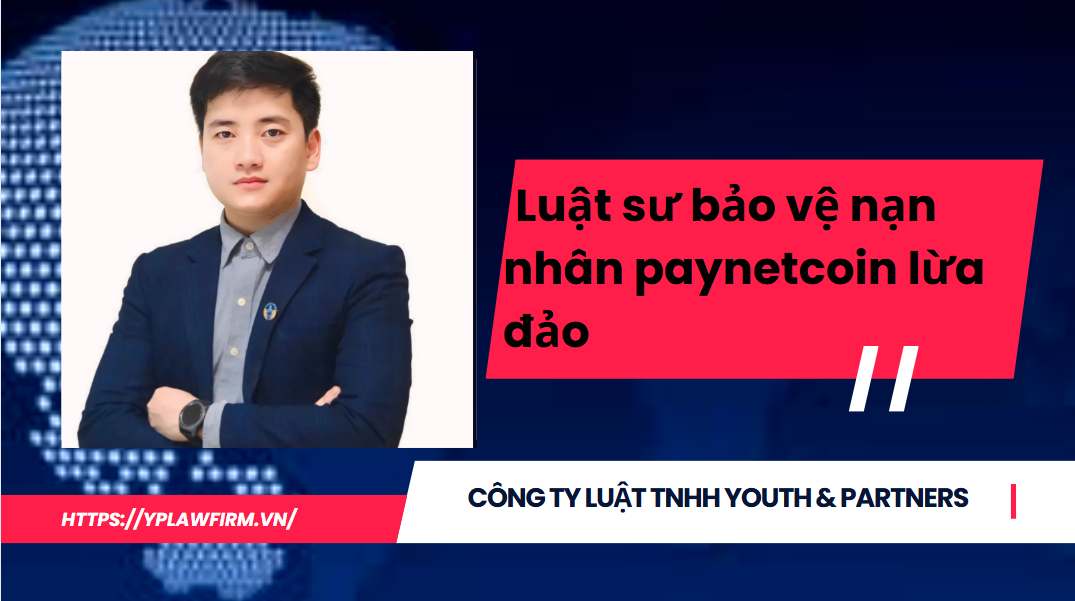 Luật sư bảo vệ nạn
nhân paynetcoin lừa
đảo
CÔNG TY LUẬT TNHH YOUTH & PARTNERS
HTTPS://YPLAWFIRM.VN/